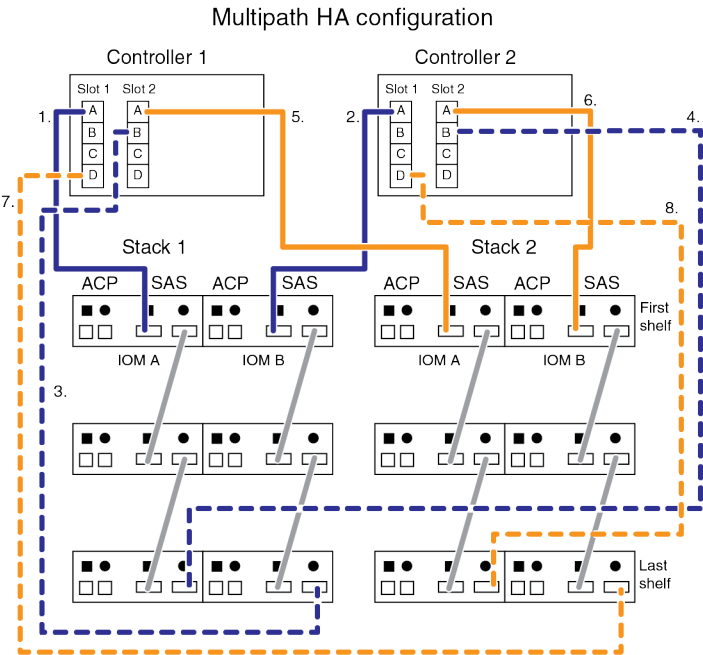 Multipath HA configuration
Controller 1
Controller 2
Slot 1 Slot 2
Slot 1 Slot 2
A A
B B
C C
D D
A A
B B
C C
D D
1.
5.
2.
6.
4.
7.
8.
Stack 1
Stack 2
ACP SAS ACP SAS
ACP SAS ACP SAS
First
shelf
IOM A IOM B
IOM A IOM B
3.
Last
shelf